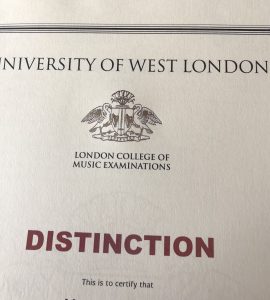 UNIVERSITY OF WEST LONDON
LONDON COLLEGE OF
MUSIC EXAMINATIONS
DISTINCTION
This is to certify that